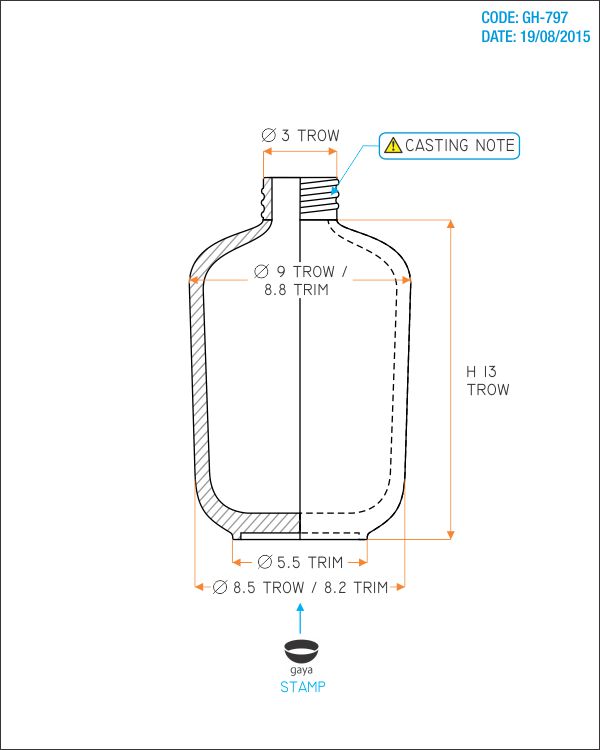 CODE: GH-797
DATE: 19/08/2015
Ø 3 TROW
CASTING NOTE
Ø 9 TROW /
8.8 TRIM
H 13
TROW
Ø 5.5 TRIM
Ø 8.5 TROW / 8.2 TRIM
gaya
STAMP